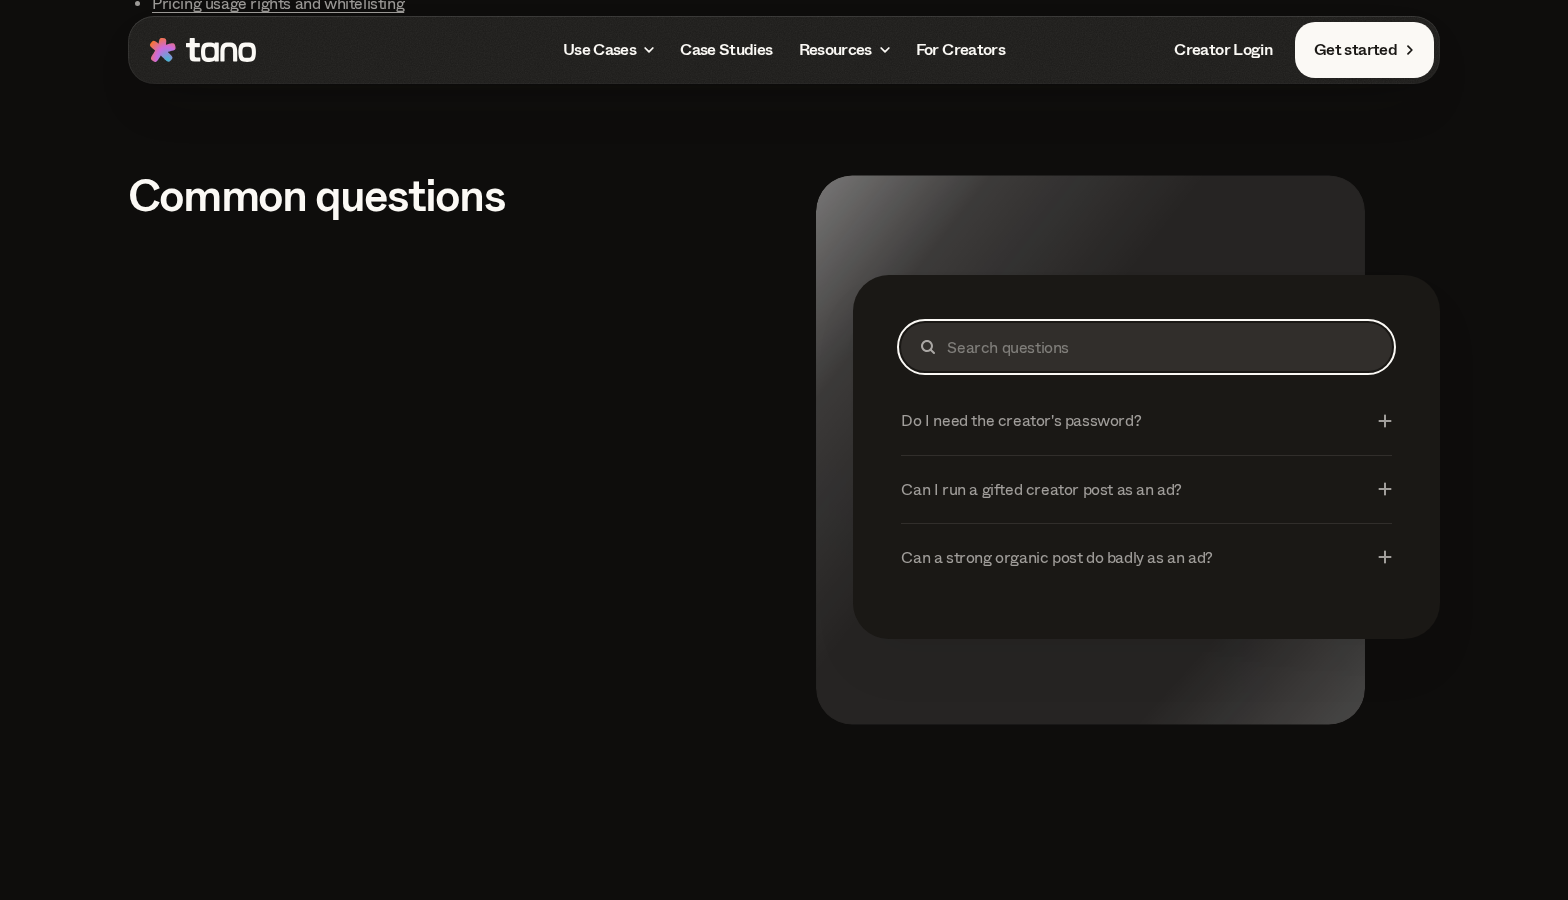 Pricing usage rights and whitelisting
tano
Use Cases
Case Studies
Resources
For Creators
Creator Login
Get started
Common questions
Search questions
Do I need the creator's password?
Can I run a gifted creator post as an ad?
Can a strong organic post do badly as an ad?